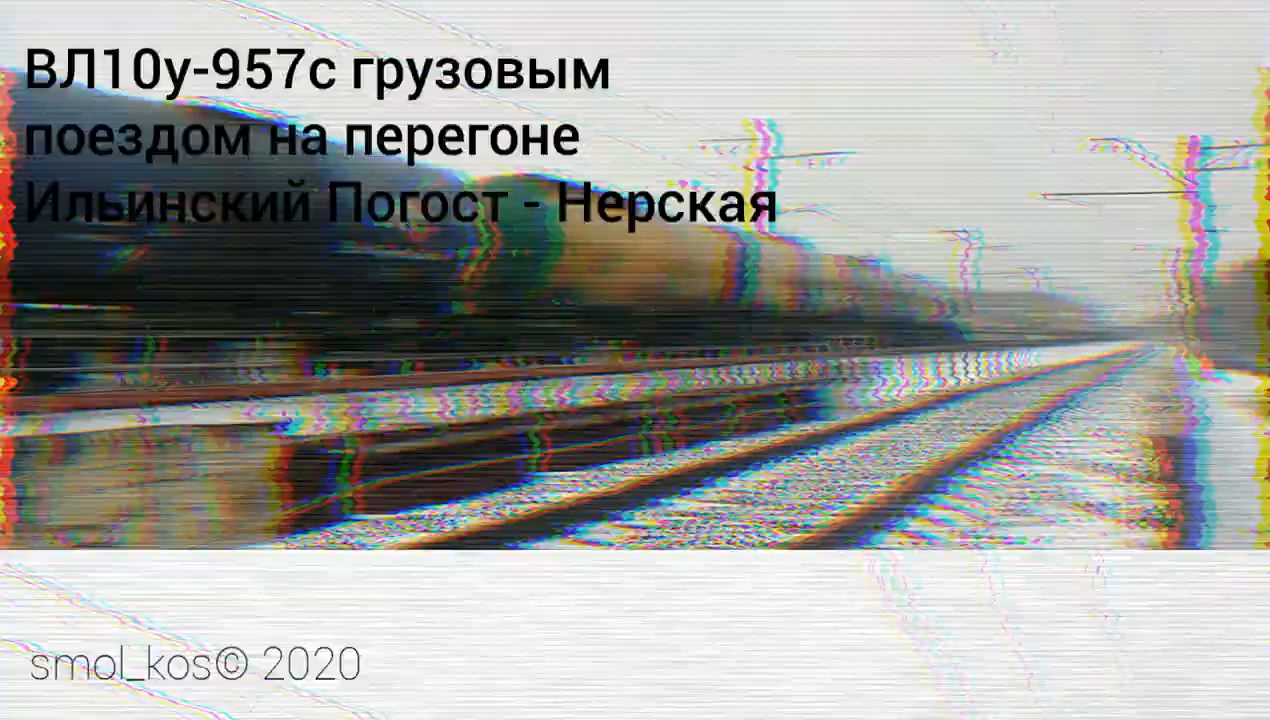 ВЛ10у-957с грузовым
поездом на перегоне
Ильинский Погост - Нерская
smol_kos© 2020